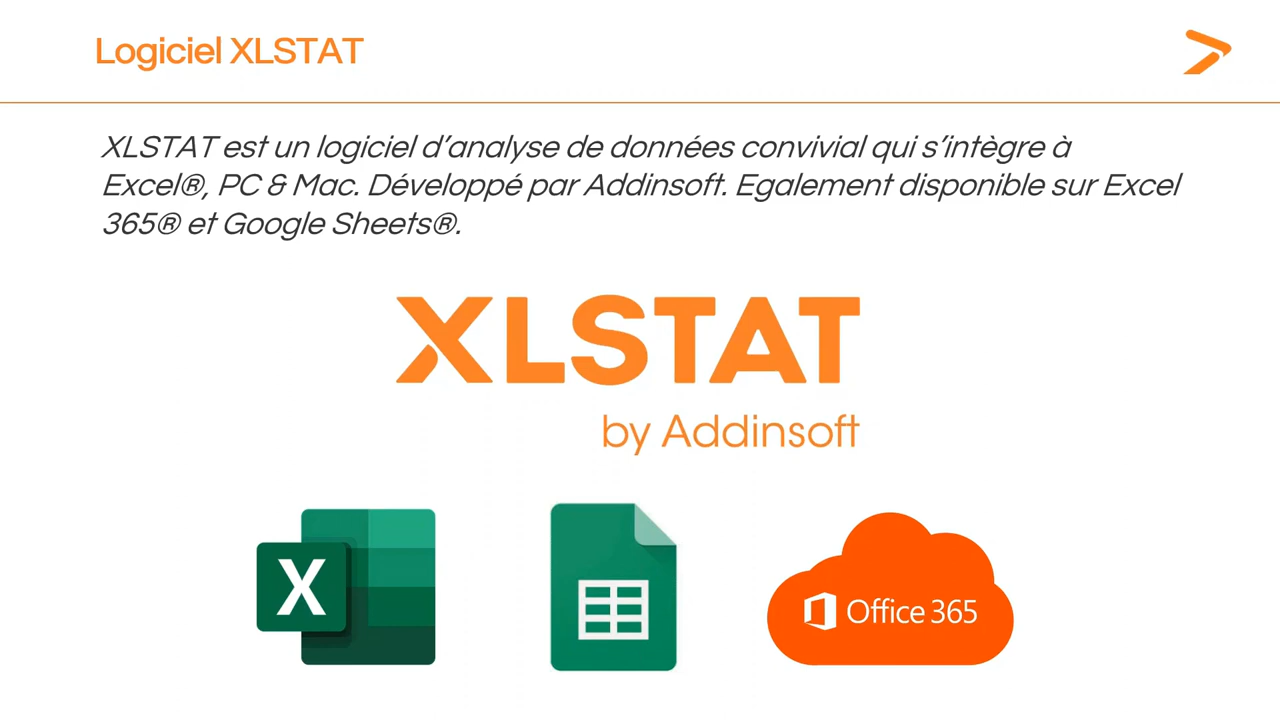 Logiciel XLSTAT
XLSTAT est un logiciel d’analyse de données convivial qui s’intègre à
Excel®, PC & Mac. Développé par Addinsoft. Egalement disponible sur Excel
365® et Google Sheets®.
XLSTAT
by Addinsoft
X
Office 365